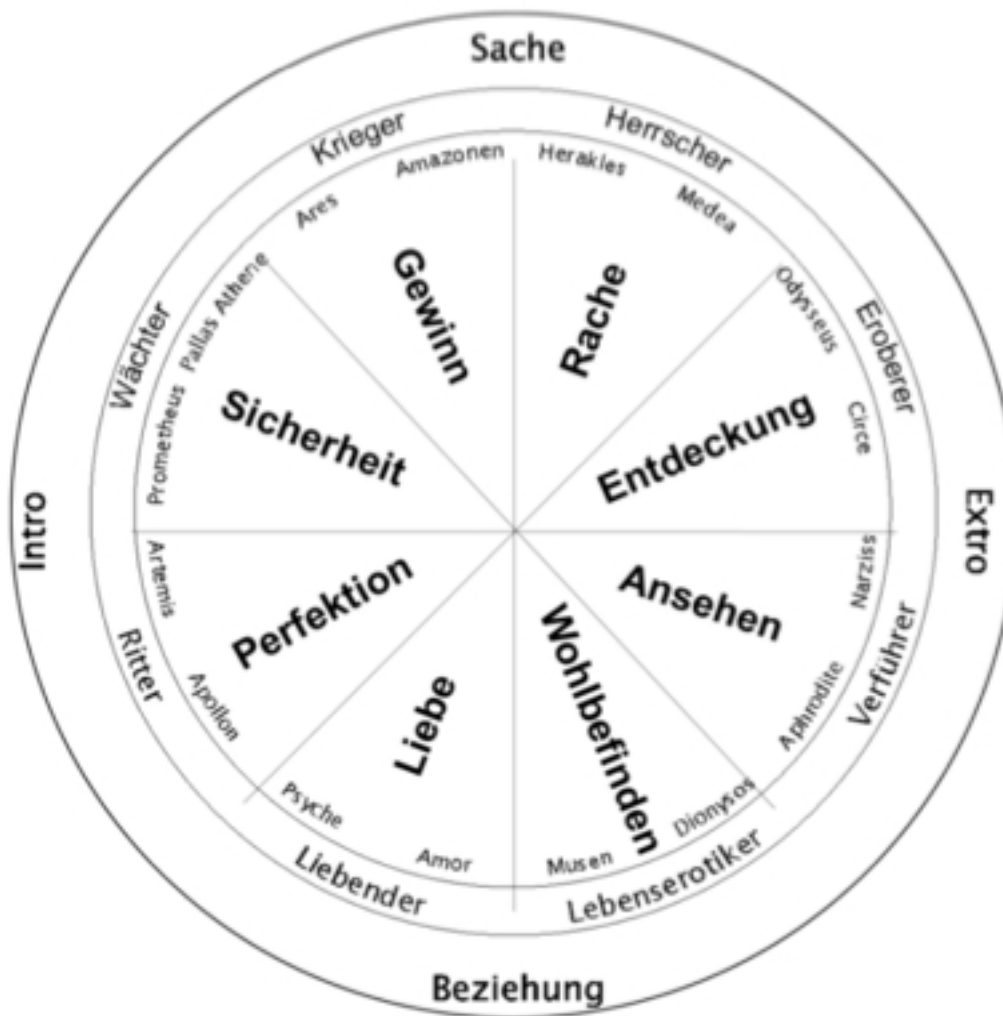 Sache
Krieger
Herrscher
Amazonen
Herakles
Ares
Medea
Gewinn
Rache
Pallas Athene
Odysseus
Wächter
Eroberer
Prometheus
Sicherheit
Entdeckung
Circe
Intro
Extro
Artemis
Perfektion
Ansehen
Narziss
Ritter
Verführer
Apollon
Liebe
Wohlbefinden
Aphrodite
Psyche
Amor
Musen
Dionysos
Liebender
Lebenserotiker
Beziehung